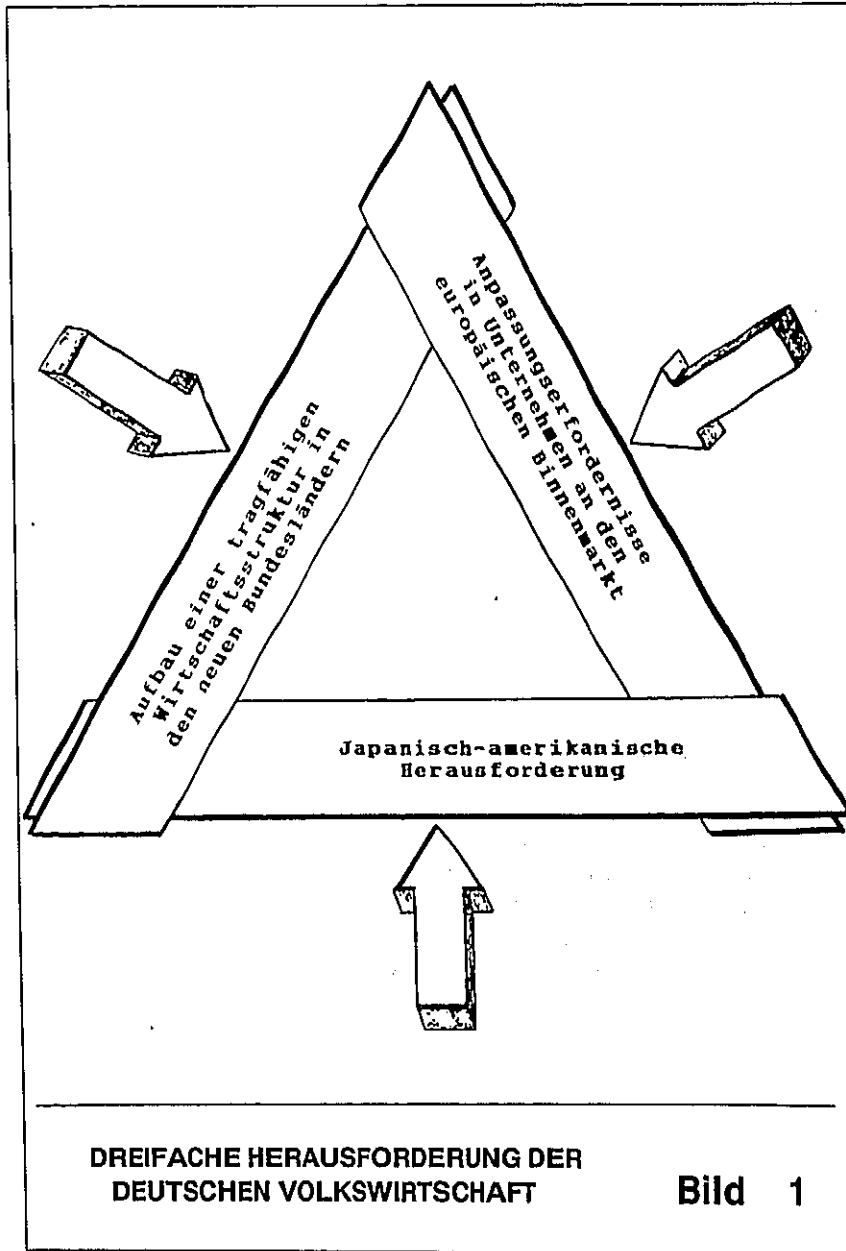 Anpassungserfordernisse
in Unternehmen an den
europäischen Binnenmarkt
Aufbau einer tragfähigen
Wirtschaftsstruktur in
den neuen Bundesländern
Japanisch-amerikanische
Herausforderung
DREIFACHE HERAUSFORDERUNG DER
DEUTSCHEN VOLKSWIRTSCHAFT
Bild 1